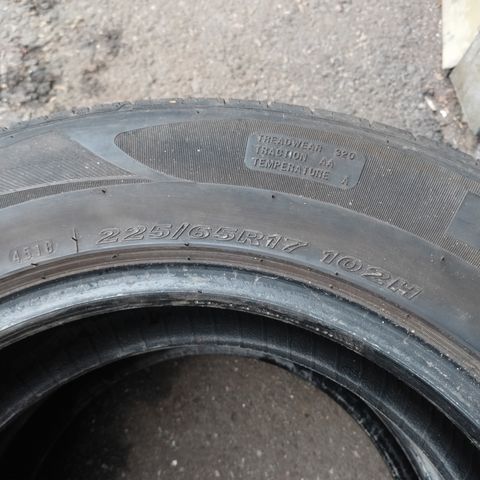 TREADWEAR 320
TRACTION AA
TEMPERATURE A
4518 225/65R17 102H